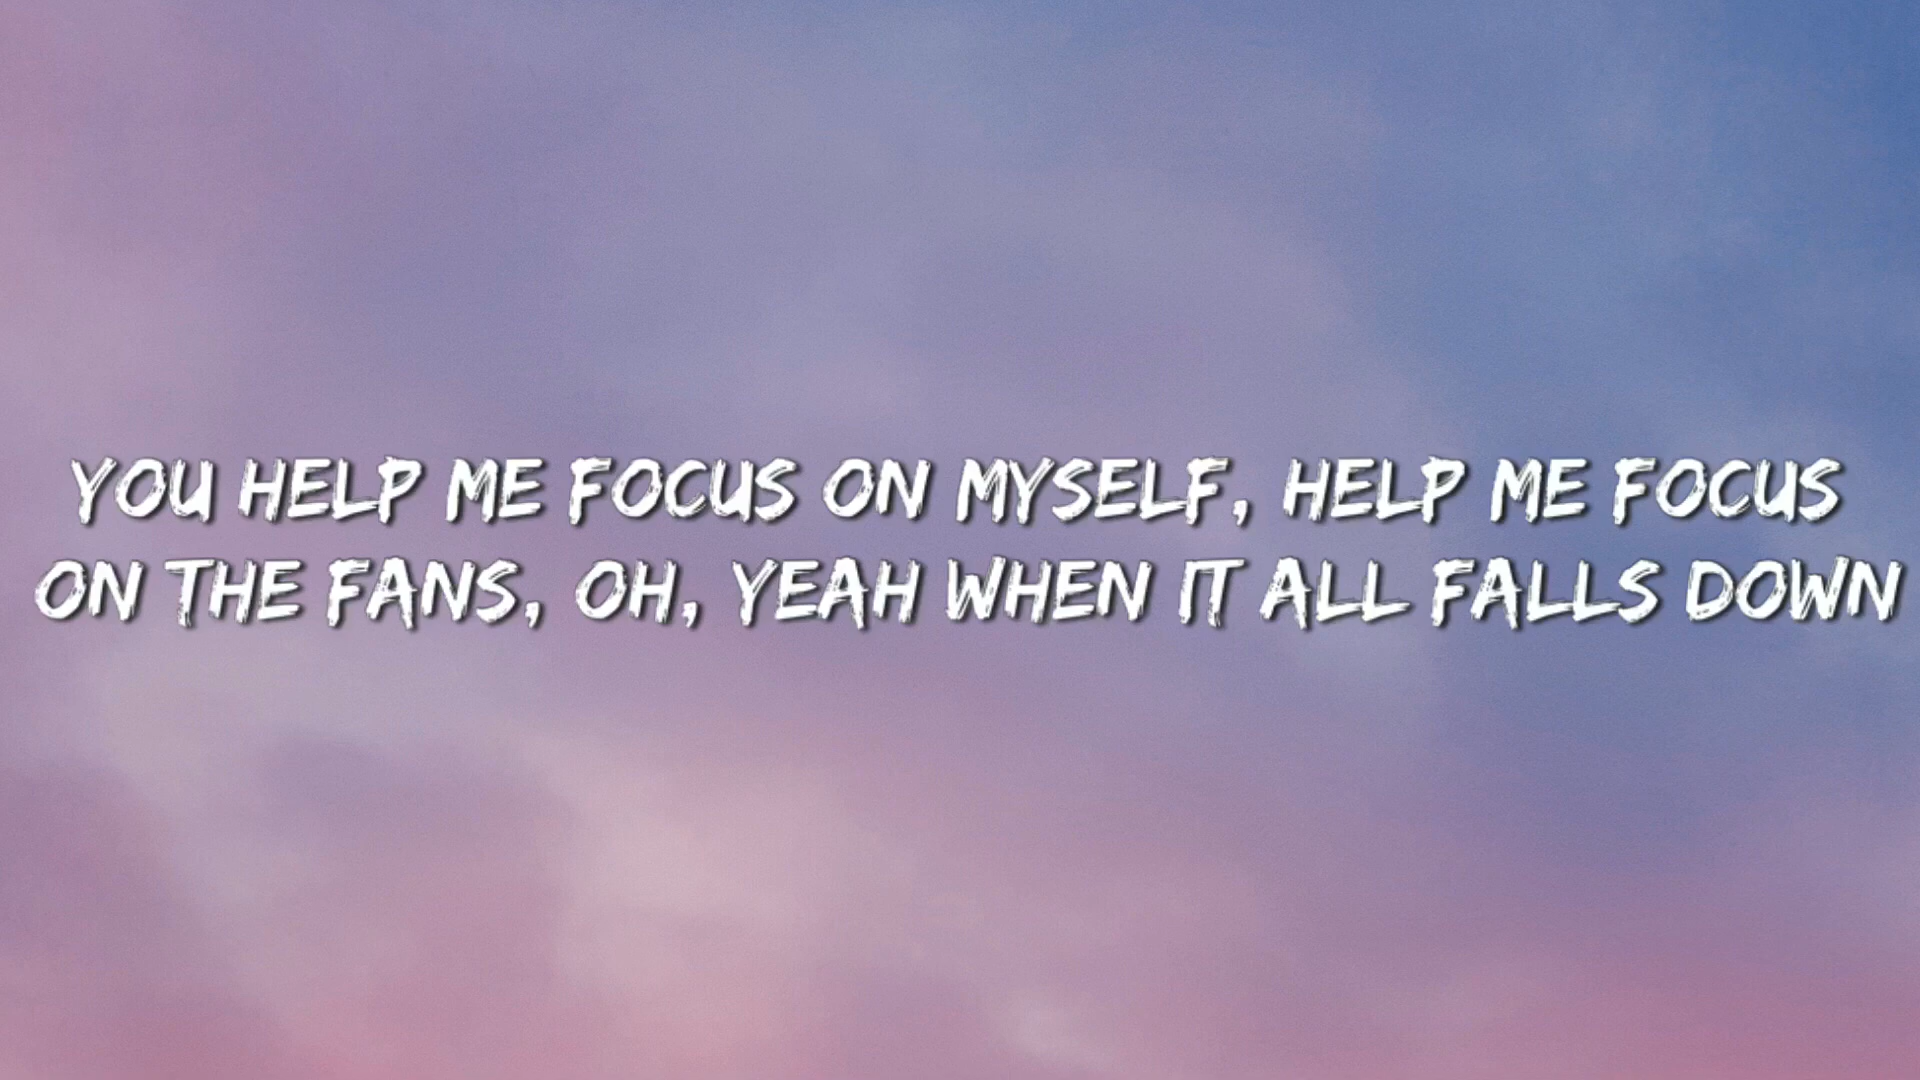 YOU HELP ME FOCUS ON MYSELF, HELP ME FOCUS
ON THE FANS, OH, YEAH WHEN IT ALL FALLS DOWN